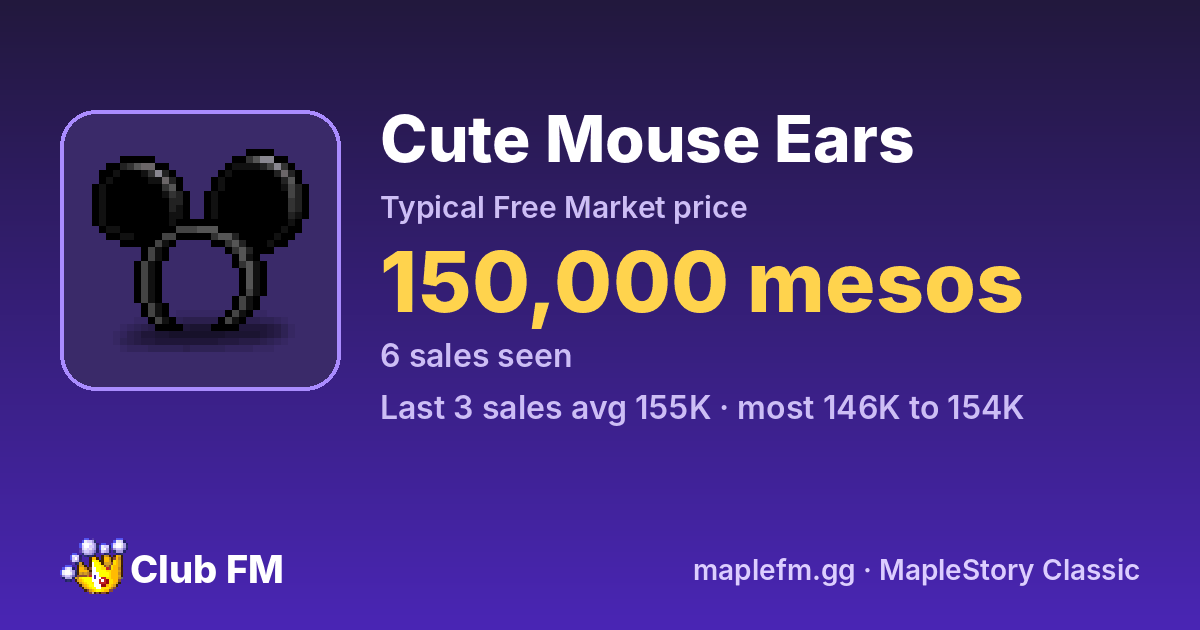 Cute Mouse Ears
Typical Free Market price
150,000 mesos
6 sales seen
Last 3 sales avg 155K · most 146K to 154K
Club FM
maplefm.gg · MapleStory Classic